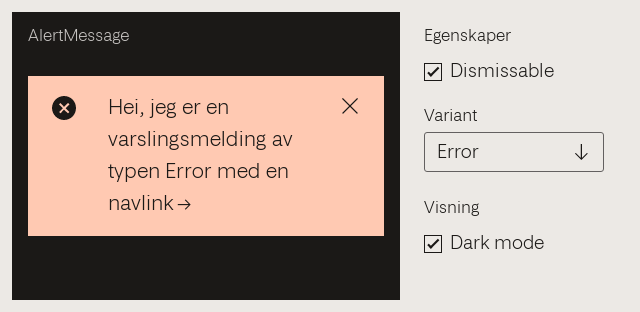 AlertMessage
Hei, jeg er en
varslingsmelding av
typen Error med en
navlink →
Egenskaper
Dismissable
Variant
Error
Visning
Dark mode